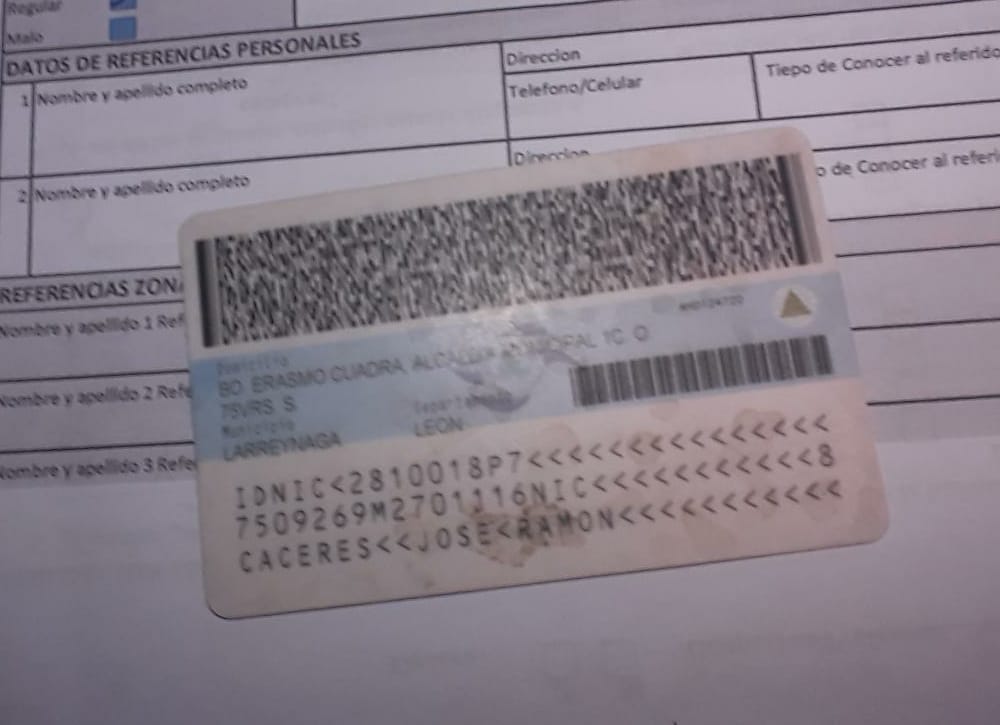 Regular
Malo
DATOS DE REFERENCIAS PERSONALES
1 Nombre y apellido completo
Direccion
Telefono/Celular
Tiepo de Conocer al referido
2 Nombre y apellido completo
Direccion
o de Conocer al referi
REFERENCIAS ZON
Nombre y apellido 1 Ref
Nombre y apellido 2 Refe
Nombre y apellido 3 Refe
Domicilio
BO. ERASMO CUADRA, ALCALDIA MUNICIPAL 1C. O
75VRS. S
Municipio
Departamento
LARREYNAGA
LEON
IDNIC<2810018P7<<<<<<<<<<<<<<<
7509269M2701116NIC<<<<<<<<<<<8
CACERES<<JOSE<RAMON<<<<<<<<<<<